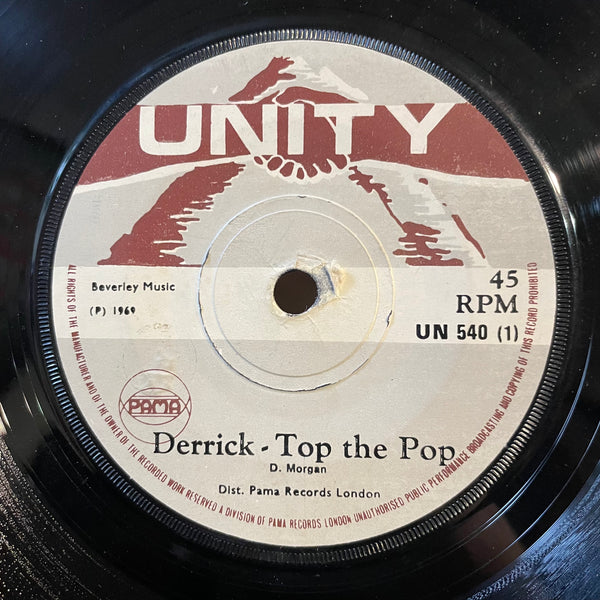 UNITY
Beverley Music
(P) 1969
45
RPM
UN 540 (1)
PAMA
Derrick - Top the Pop
D. Morgan
Dist. Pama Records London
ALL RIGHTS OF THE MANUFACTURER AND OF THE OWNER OF THE RECORDED WORK RESERVED A DIVISION OF PAMA RECORDS LONDON UNAUTHORISED PUBLIC PERFORMANCE BROADCASTING AND COPYING OF THIS RECORD PROHIBITED